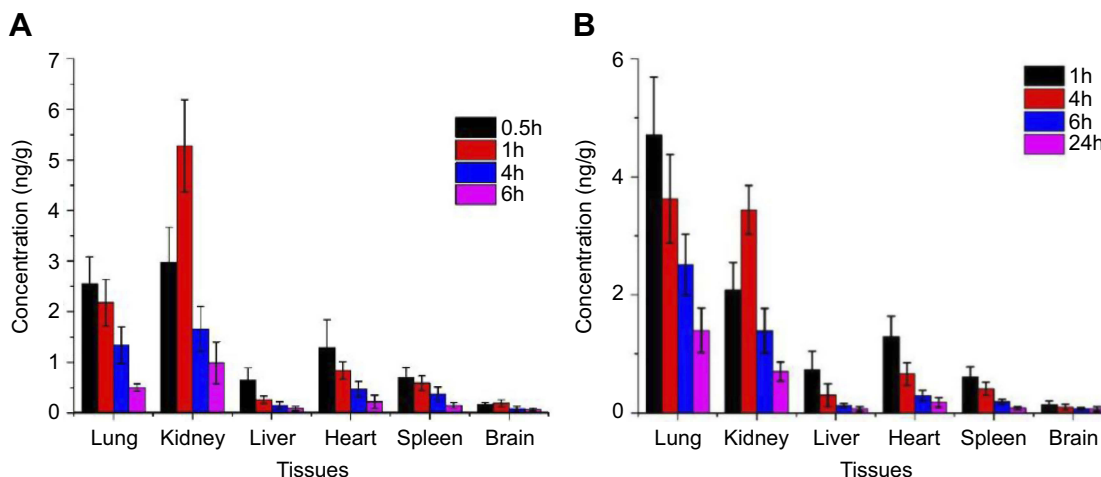 A
Concentration (ng/g)
7
6
5
4
3
2
1
0
0.5h
1h
4h
6h
Lung Kidney Liver Heart Spleen Brain
Tissues
B
Concentration (ng/g)
6
4
2
0
1h
4h
6h
24h
Lung Kidney Liver Heart Spleen Brain
Tissues